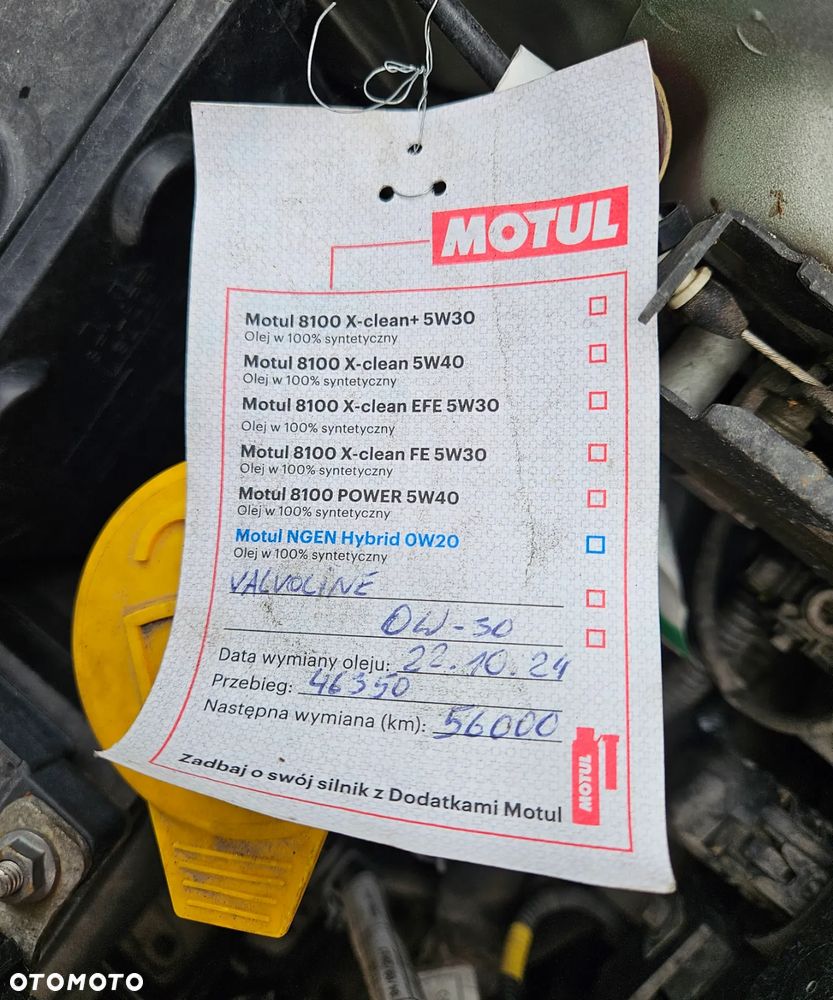 MOTUL
Motul 8100 X-clean+ 5W30
Olej w 100% syntetyczny
Motul 8100 X-clean 5W40
Olej w 100% syntetyczny
Motul 8100 X-clean EFE 5W30
Olej w 100% syntetyczny
Motul 8100 X-clean FE 5W30
Olej w 100% syntetyczny
Motul 8100 POWER 5W40
Olej w 100% syntetyczny
Motul NGEN Hybrid 0W20
Olej w 100% syntetyczny
VALVOLINE
0W-30
Data wymiany oleju: 22.10.24
Przebieg: 46350
Następna wymiana (km): 56000
Zadbaj o swój silnik z Dodatkami Motul
MOTUL
OTOMOTO